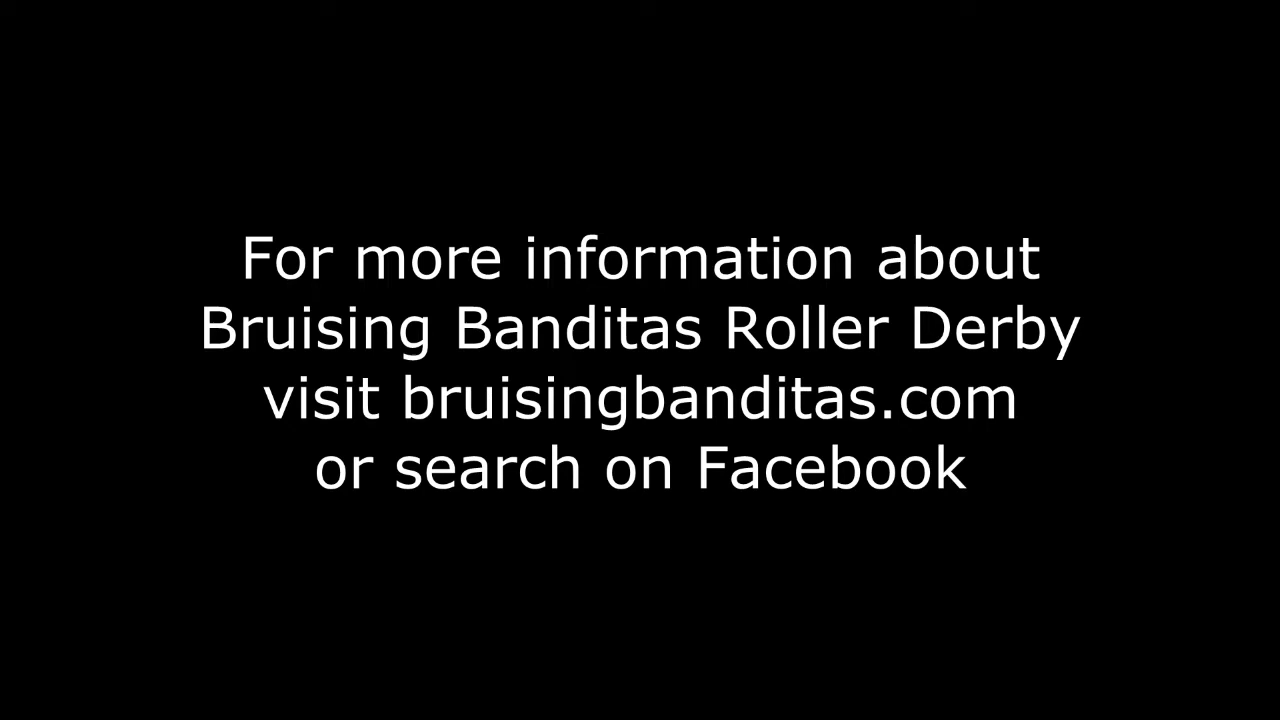 For more information about
Bruising Banditas Roller Derby
visit bruisingbanditas.com
or search on Facebook